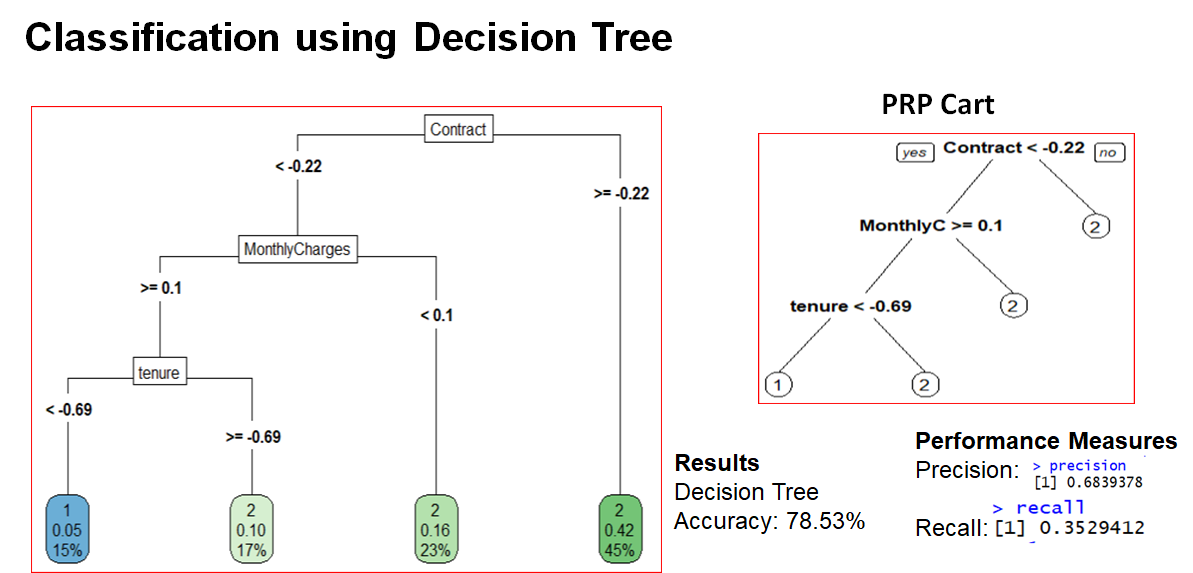 Classification using Decision Tree
Contract
< -0.22
>= -0.22
MonthlyCharges
>= 0.1
< 0.1
tenure
< -0.69
>= -0.69
1
0.05
15%
2
0.10
17%
2
0.16
23%
2
0.42
45%
PRP Cart
yes Contract < -0.22 no
MonthlyC >= 0.1
2
tenure < -0.69
2
1
2
Results
Decision Tree
Accuracy: 78.53%
Performance Measures
Precision: > precision
[1] 0.6839378
> recall
Recall: [1] 0.3529412